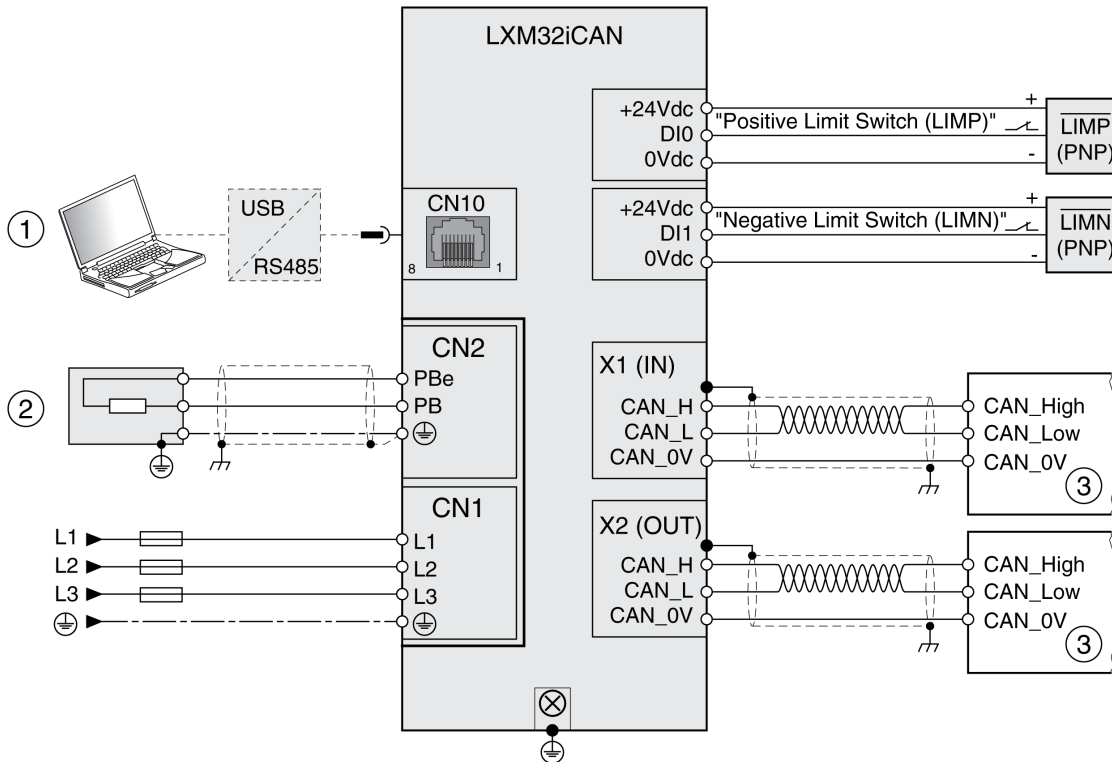 LXM32iCAN
+24Vdc
DI0
0Vdc
"Positive Limit Switch (LIMP)"
+
-
LIMP
(PNP)
+24Vdc
DI1
0Vdc
"Negative Limit Switch (LIMN)"
+
-
LIMN
(PNP)
1
USB
RS485
CN10
8
1
2
CN2
PBe
PB
CN1
L1
L2
L3
L1
L2
L3
X1 (IN)
CAN_H
CAN_L
CAN_0V
CAN_High
CAN_Low
CAN_0V
3
X2 (OUT)
CAN_H
CAN_L
CAN_0V
CAN_High
CAN_Low
CAN_0V
3